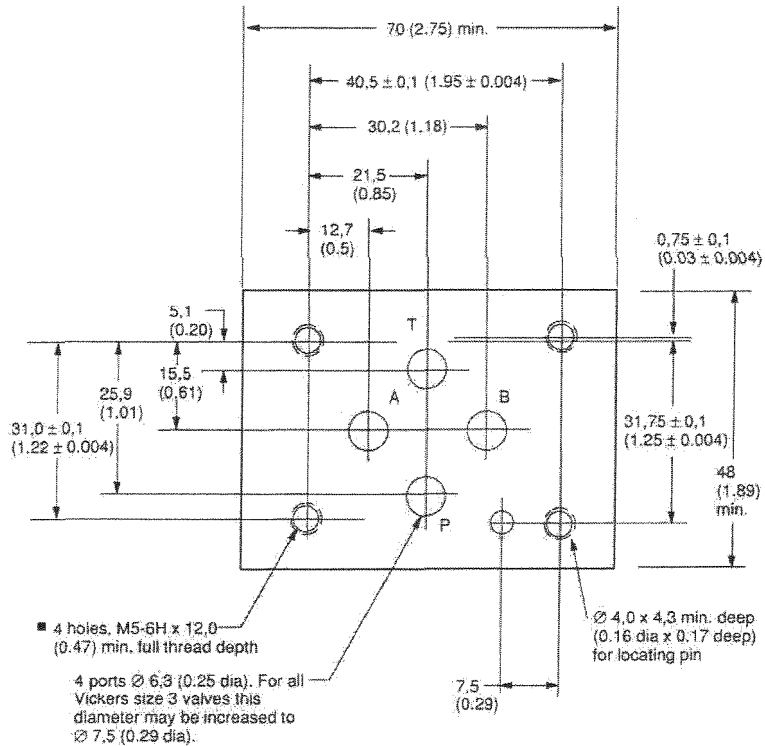 70 (2.75) min.
40,5 ± 0,1 (1.95 ± 0.004)
30,2 (1.18)
21,5
(0.85)
12,7
(0.5)
0,75 ± 0,1
(0.03 ± 0.004)
5,1
(0.20)
T
15,5
(0,61)
A
B
25,9
(1.01)
31,0 ± 0,1
(1.22 ± 0.004)
31,75 ± 0,1
(1.25 ± 0.004)
48
(1.89)
min.
P
■ 4 holes, M5-6H x 12,0
(0.47) min. full thread depth
Ø 4,0 x 4,3 min. deep
(0.16 dia x 0.17 deep)
for locating pin
4 ports Ø 6,3 (0.25 dia). For all
Vickers size 3 valves this
diameter may be increased to
Ø 7,5 (0.29 dia).
7,5
(0.29)